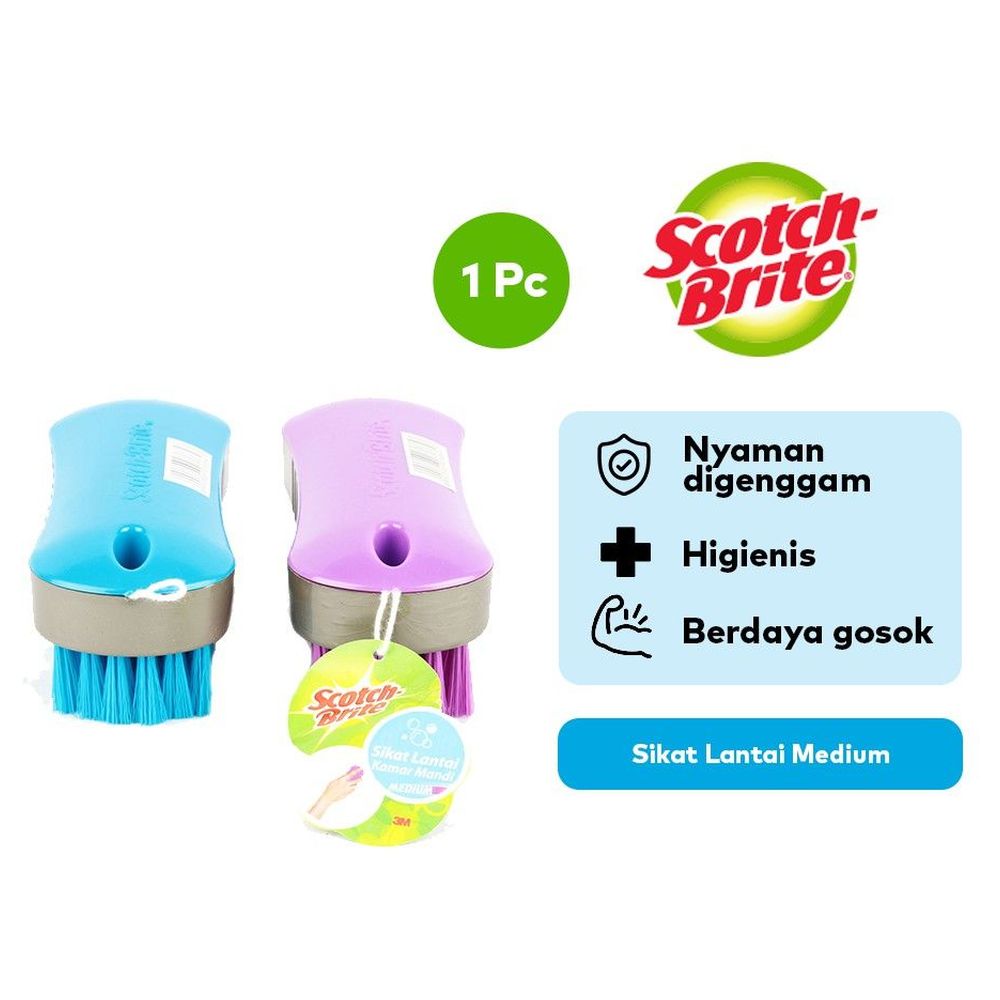 1 Pc
Scotch-
Brite
Nyaman
digenggam
Higienis
Berdaya gosok
Sikat Lantai Medium
Scotch-Brite
Scotch-Brite
Scotch-
Brite
Sikat Lantai
Kamar Mandi
MEDIUM
3M